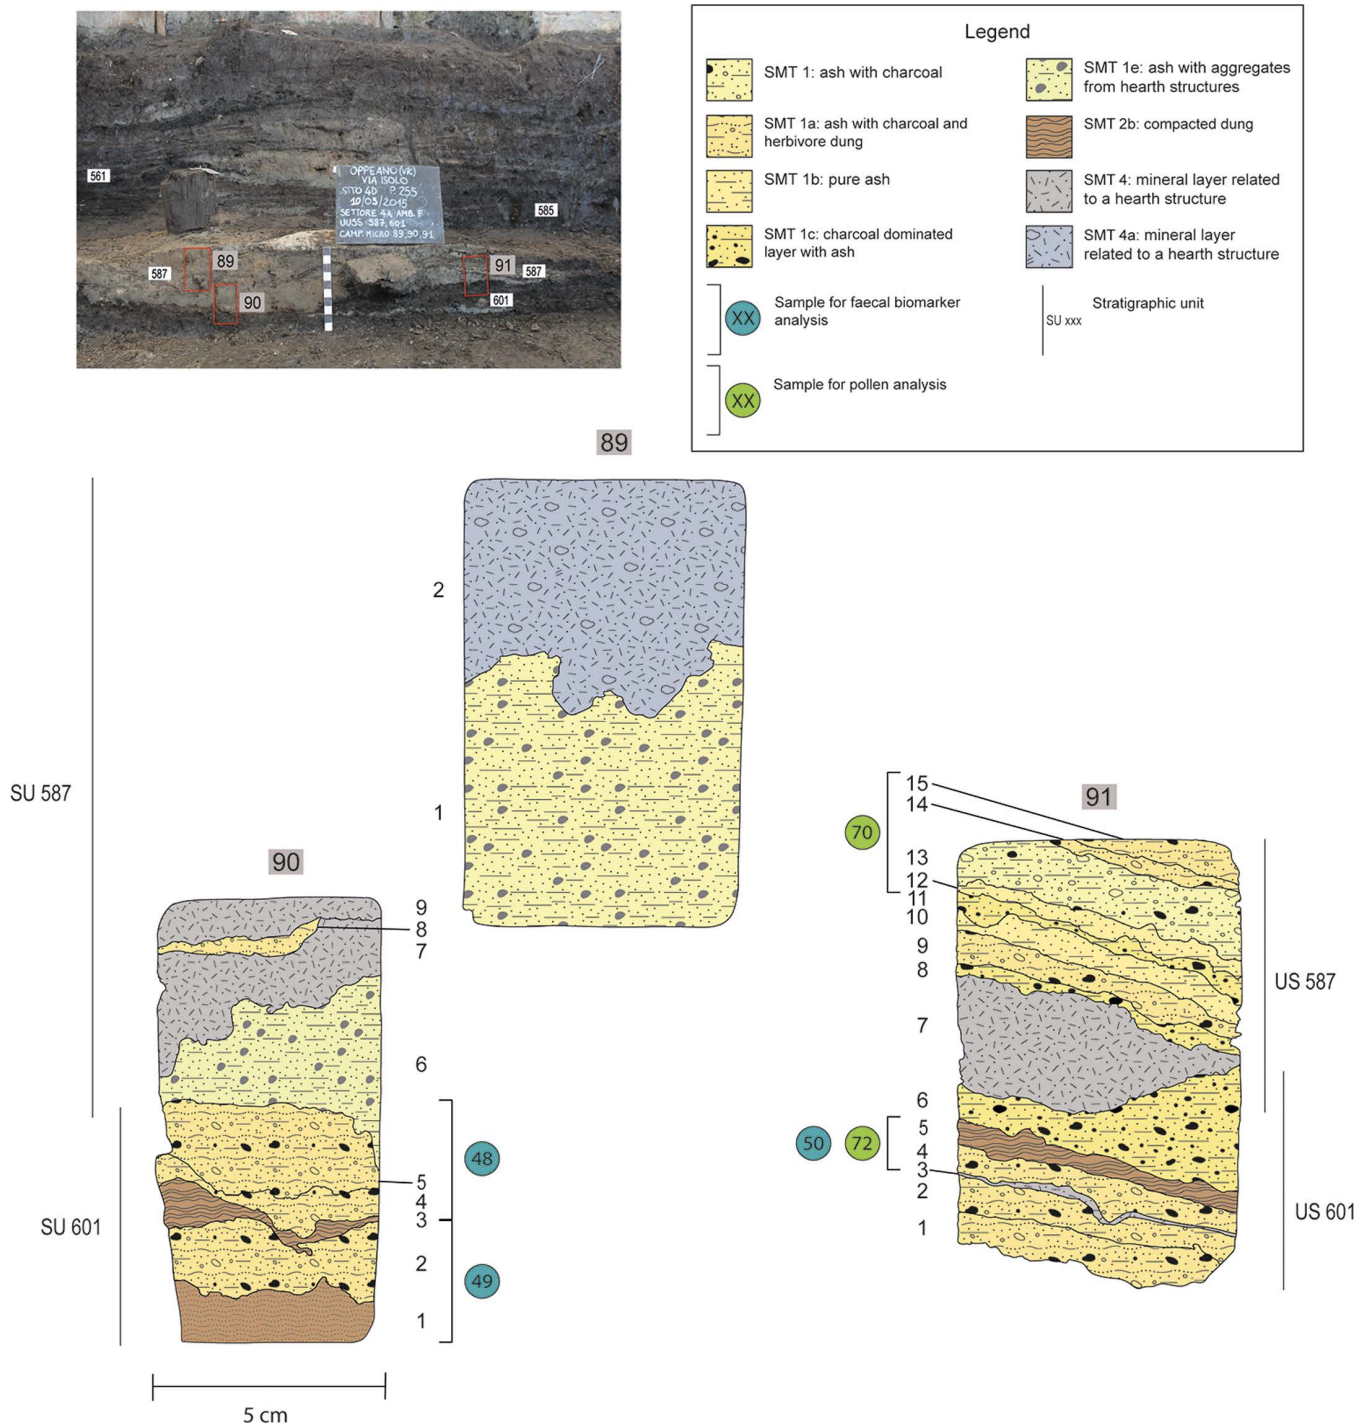 561
OPPEANO (VR)
VIA ISOLO
SITO 4D P. 255
10/03/2015
SETTORE 4A AMB. F
UUSS 587, 601
CAMP. MICRO 89, 90, 91
585
89
587
90
91
587
601
Legend
SMT 1: ash with charcoal
SMT 1a: ash with charcoal and
herbivore dung
SMT 1b: pure ash
SMT 1c: charcoal dominated
layer with ash
SMT 1e: ash with aggregates
from hearth structures
SMT 2b: compacted dung
SMT 4: mineral layer related
to a hearth structure
SMT 4a: mineral layer
related to a hearth structure
XX
Sample for faecal biomarker
analysis
SU xxx
Stratigraphic unit
XX
Sample for pollen analysis
89
2
1
SU 587
SU 601
90
9
8
7
6
5
4
3
2
1
48
49
5 cm
91
15
14
13
12
11
10
9
8
7
6
5
4
3
2
1
70
50
72
US 587
US 601